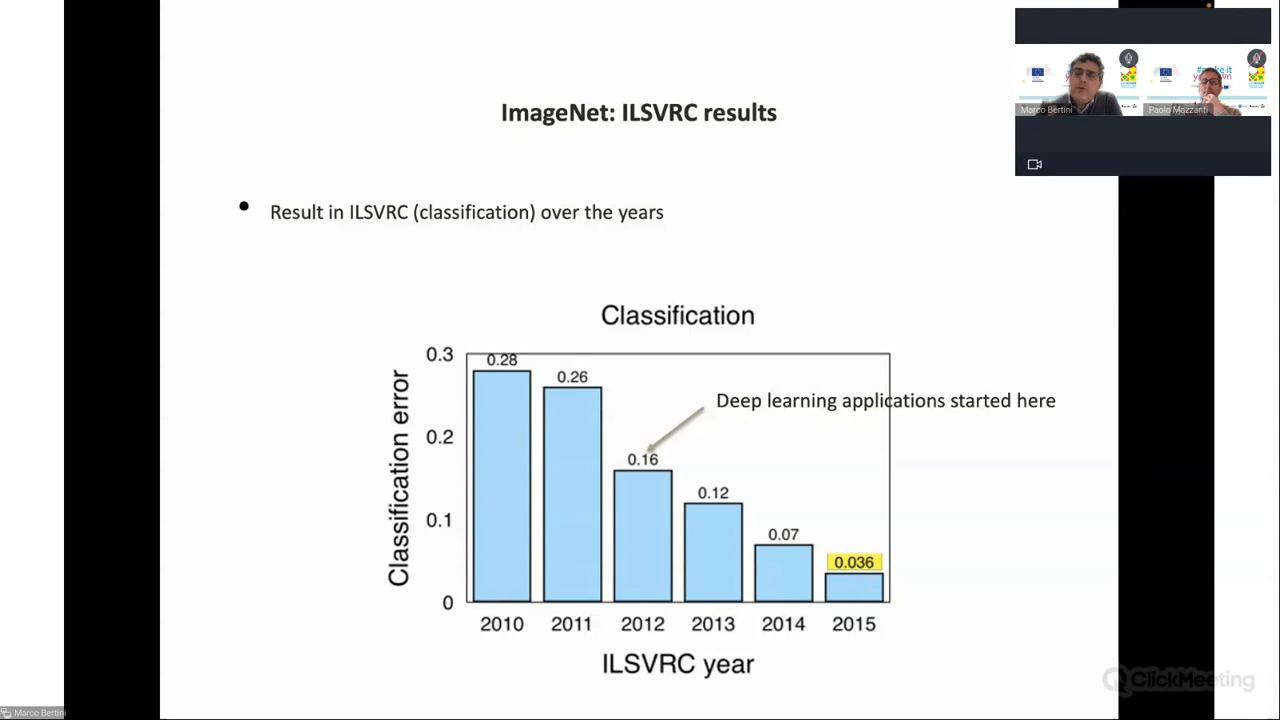 ImageNet: ILSVRC results
Marco Bertini
Paolo Mazzanti
• Result in ILSVRC (classification) over the years
Classification
Classification error
0.3
0.2
0.1
0
0.28
0.26
0.16
0.12
0.07
0.036
Deep learning applications started here
2010 2011 2012 2013 2014 2015
ILSVRC year
ClickMeeting
Marco Bertini